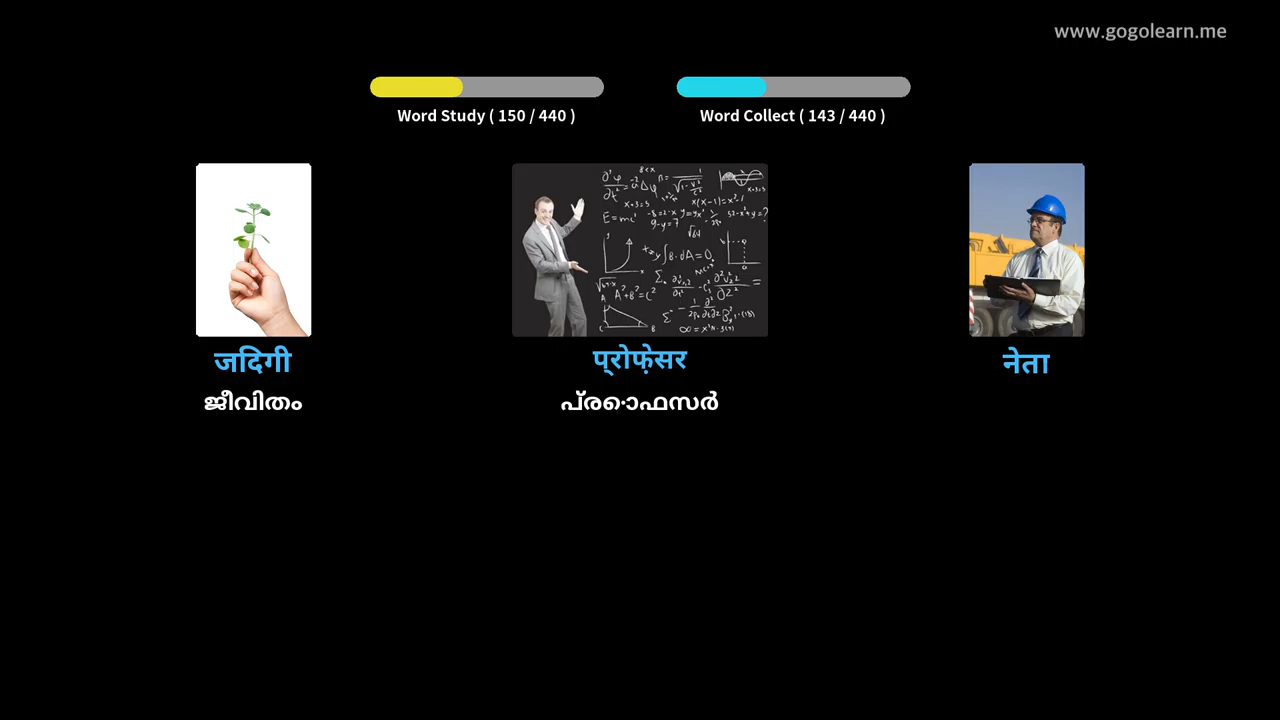 www.gogolearn.me
Word Study ( 150 / 440 )
Word Collect ( 143 / 440 )
जदिगी
प्रोफ़ेसर
नेता
ജീവിതം
പ്രൊഫസർ